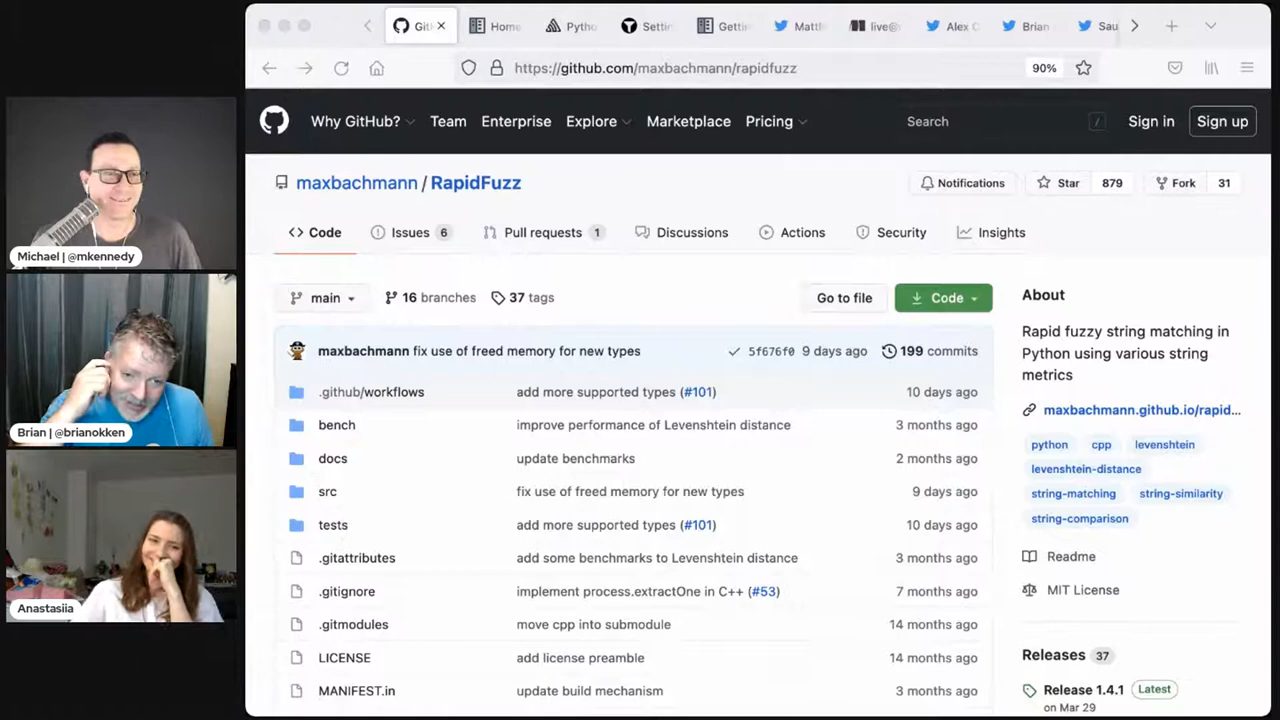 Git
Home
Pytho
Settin
Gettin
Matth
live@
Alex C
Brian
Sau
https://github.com/maxbachmann/rapidfuzz
90%
Why GitHub? Team Enterprise Explore Marketplace Pricing
Search /
Sign in Sign up
maxbachmann / RapidFuzz
Notifications Star 879 Fork 31
Code Issues 6 Pull requests 1 Discussions Actions Security Insights
main 16 branches 37 tags Go to file Code
maxbachmann fix use of freed memory for new types 5f676f0 9 days ago 199 commits
.github/workflows add more supported types (#101) 10 days ago
bench improve performance of Levenshtein distance 3 months ago
docs update benchmarks 2 months ago
src fix use of freed memory for new types 9 days ago
tests add more supported types (#101) 10 days ago
.gitattributes add some benchmarks to Levenshtein distance 3 months ago
.gitignore implement process.extractOne in C++ (#53) 7 months ago
.gitmodules move cpp into submodule 14 months ago
LICENSE add license preamble 14 months ago
MANIFEST.in update build mechanism 3 months ago
About
Rapid fuzzy string matching in
Python using various string
metrics
maxbachmann.github.io/rapid...
python cpp levenshtein
levenshtein-distance
string-matching string-similarity
string-comparison
Readme
MIT License
Releases 37
Release 1.4.1 Latest
on Mar 29
Michael | @mkennedy
Brian | @brianokken
Anastasiia